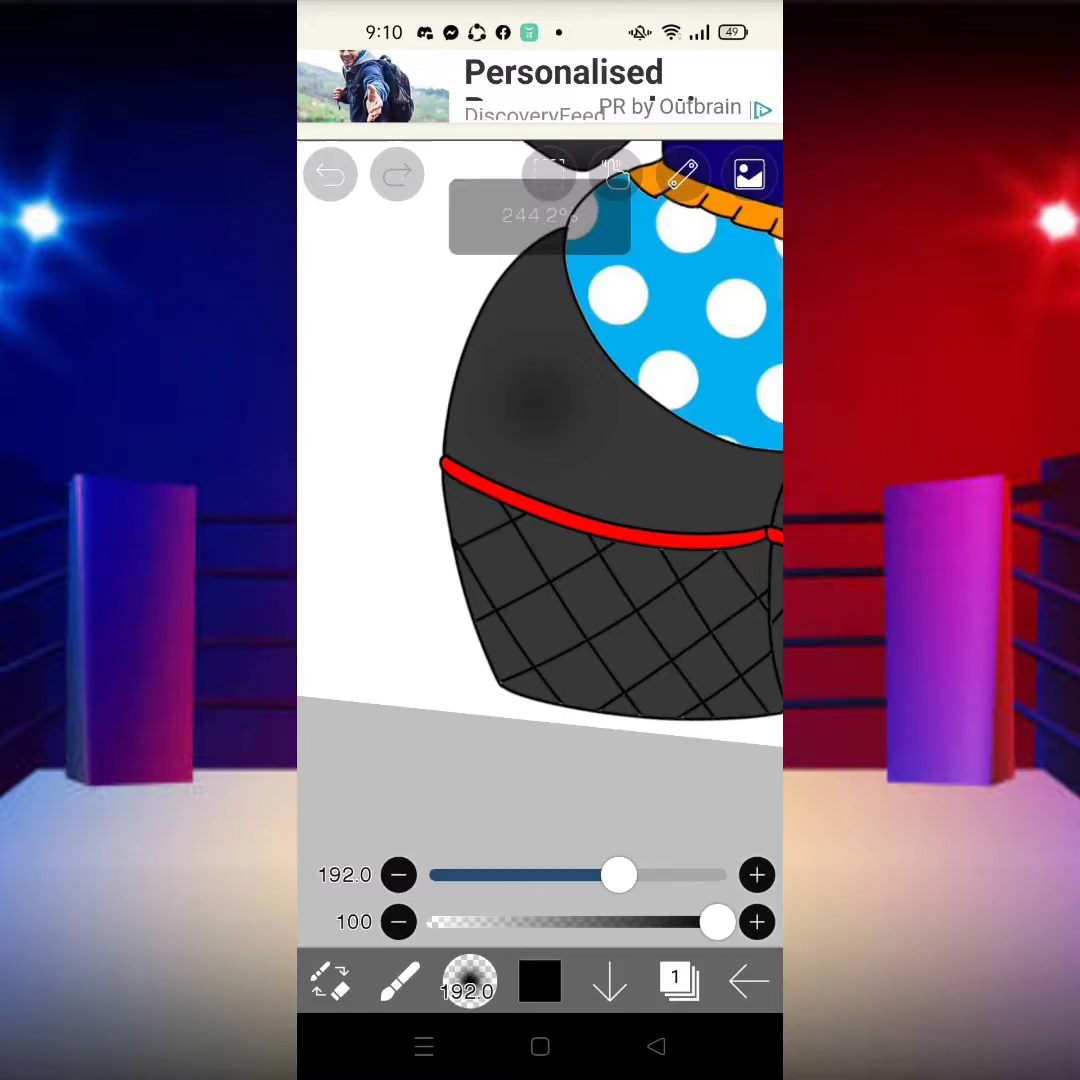 9:10
49
Personalised
DiscoveryFeed
PR by Outbrain
244.2%
192.0
100
192.0
1